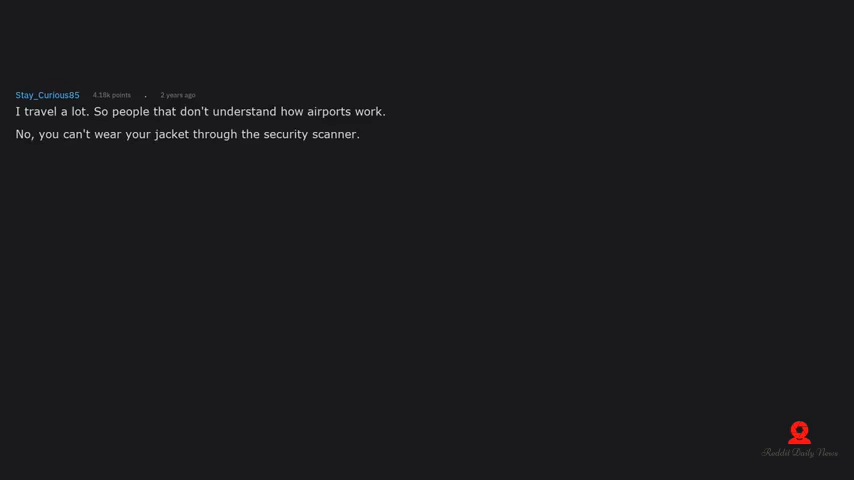 Stay_Curious85 4.18k points . 2 years ago
I travel a lot. So people that don't understand how airports work.
No, you can't wear your jacket through the security scanner.
Reddit Daily News